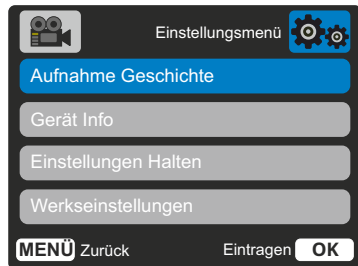 Einstellungsmenü
Aufnahme Geschichte
Gerät Info
Einstellungen Halten
Werkseinstellungen
MENÜ Zurück Eintragen OK